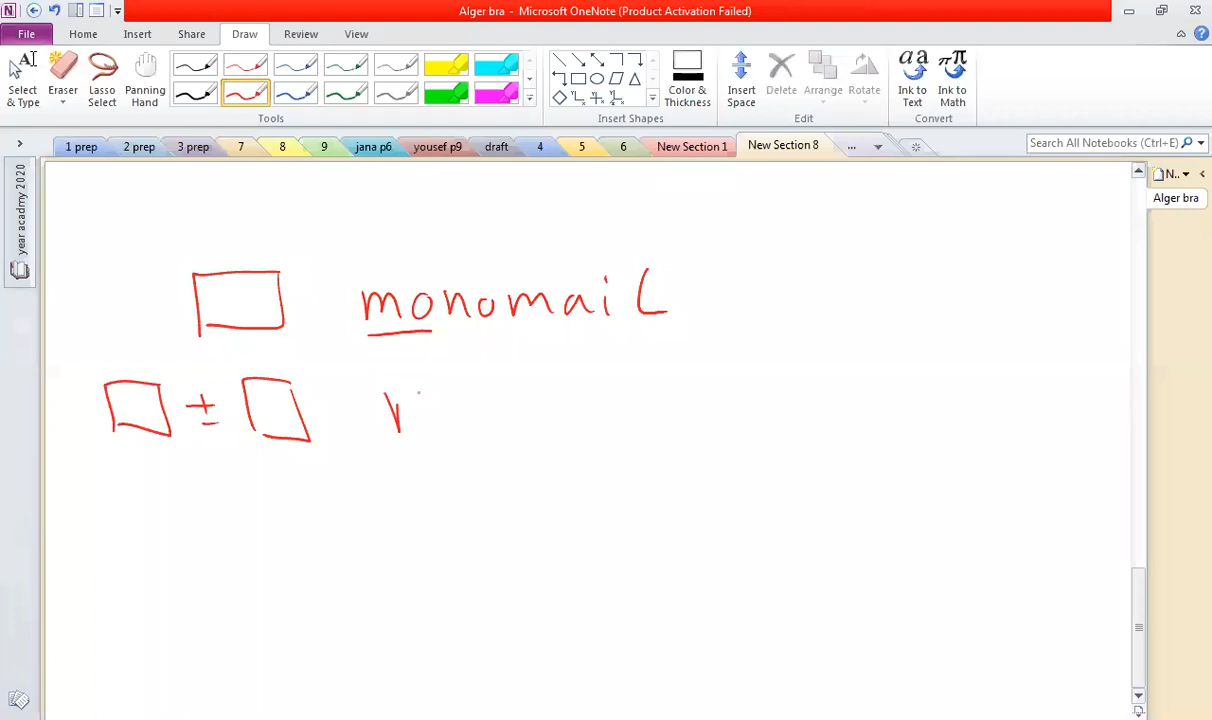 Alger bra - Microsoft OneNote (Product Activation Failed)
File Home Insert Share Draw Review View
Select & Type
Eraser
Lasso Select
Panning Hand
Color & Thickness
Insert Space
Delete
Arrange
Rotate
Ink to Text
Ink to Math
Tools
Insert Shapes
Edit
Convert
1 prep 2 prep 3 prep 7 8 9 jana p6 yousef p9 draft 4 5 6 New Section 1 New Section 8 ... Search All Notebooks (Ctrl+E)
N..
Alger bra
year acadmy 2020
monomail
±